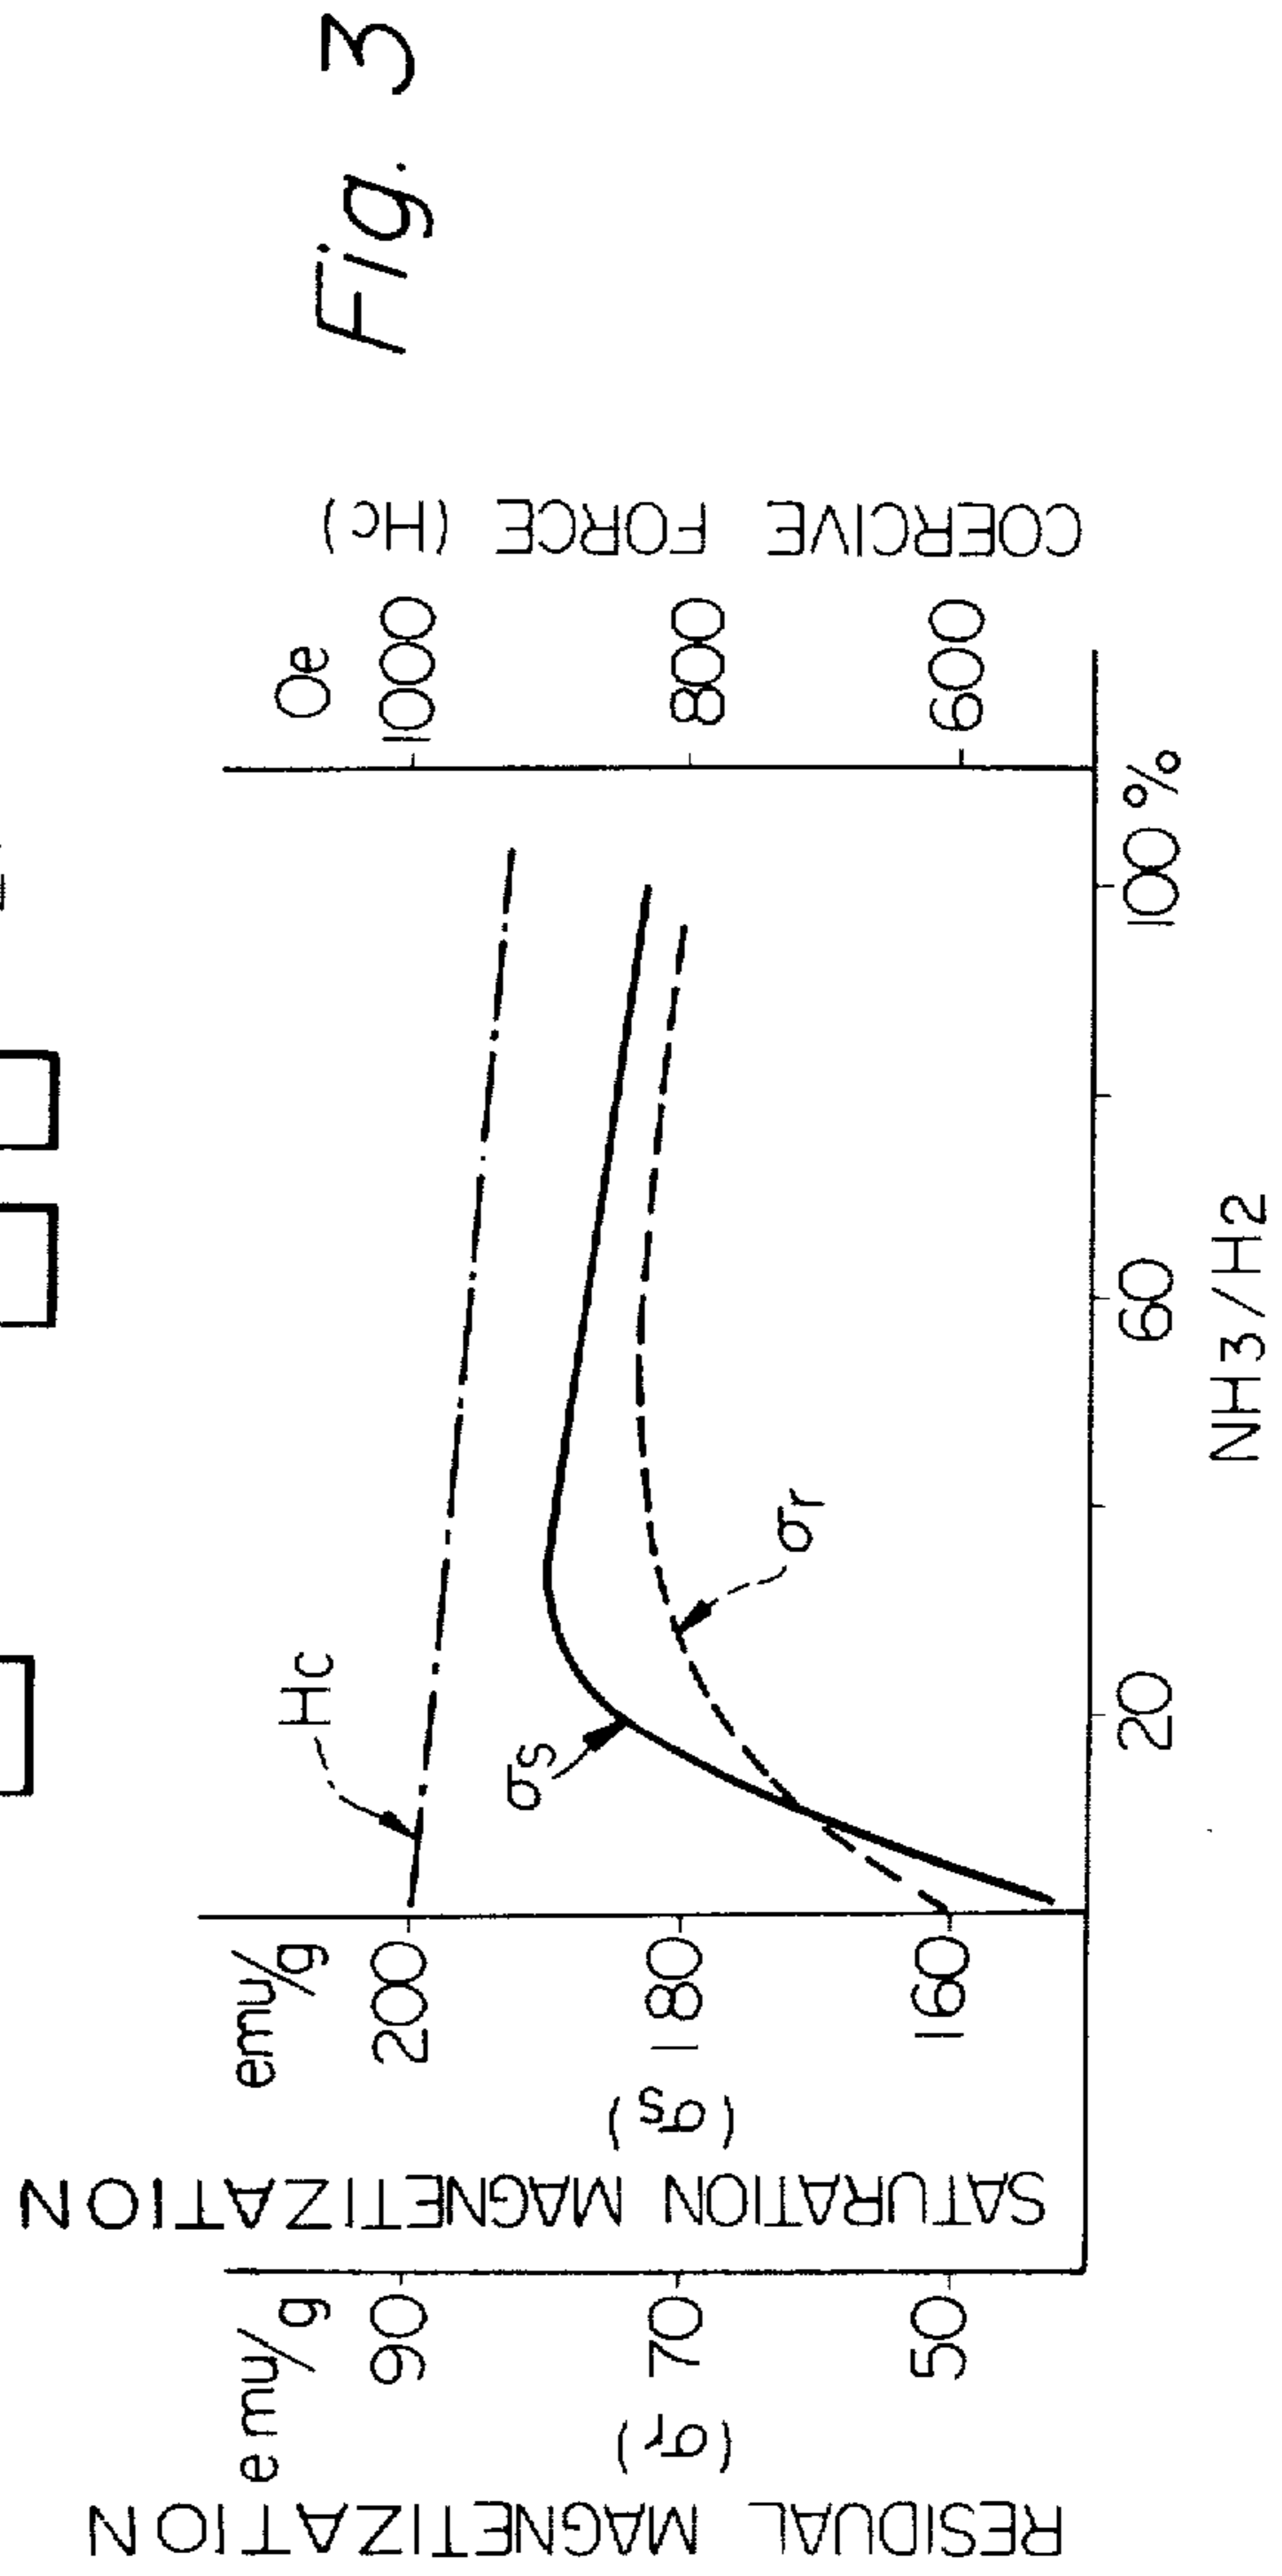 Fig. 3
RESIDUAL MAGNETIZATION
(σr)
emu/g
90
70
50
SATURATION MAGNETIZATION
(σs)
emu/g
200
180
160
Hc
σs
σr
Oe
1000
800
600
COERCIVE FORCE (Hc)
20
60
100 %
NH3/H2